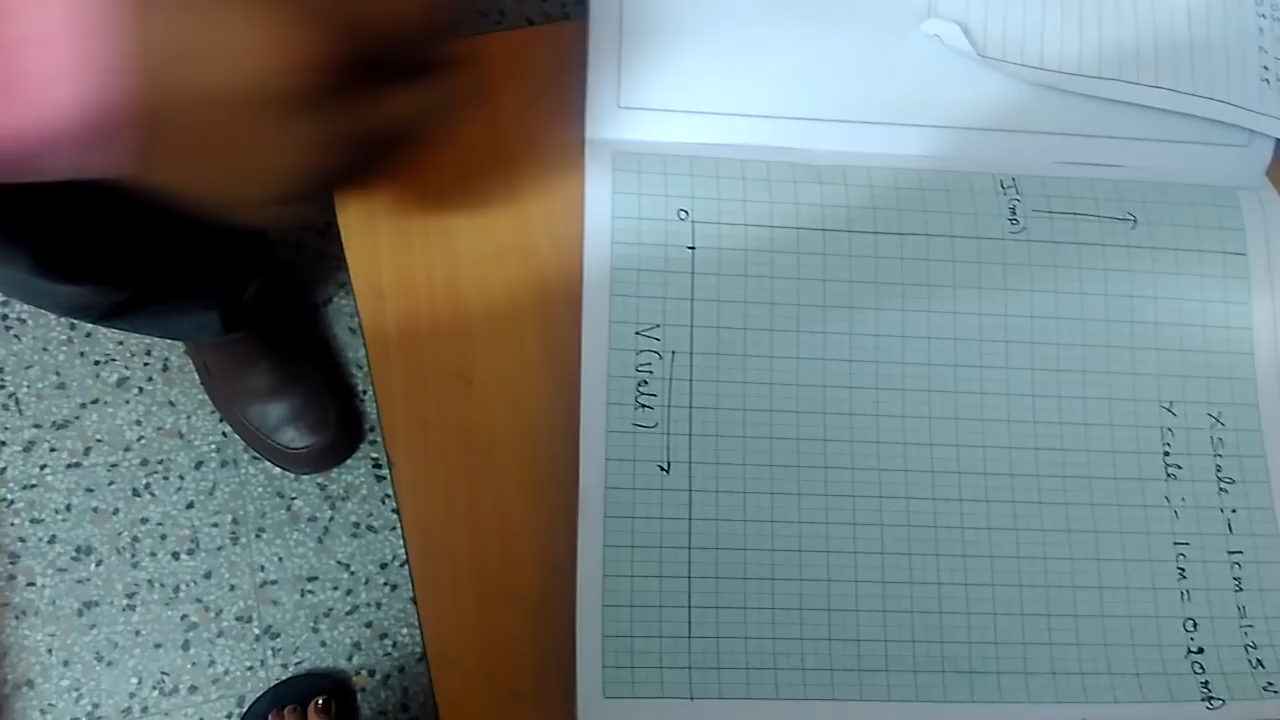 X scale :- 1cm = 1.25 V
Y scale :- 1cm = 0.20 mA
I (mA)
0
V (volt)